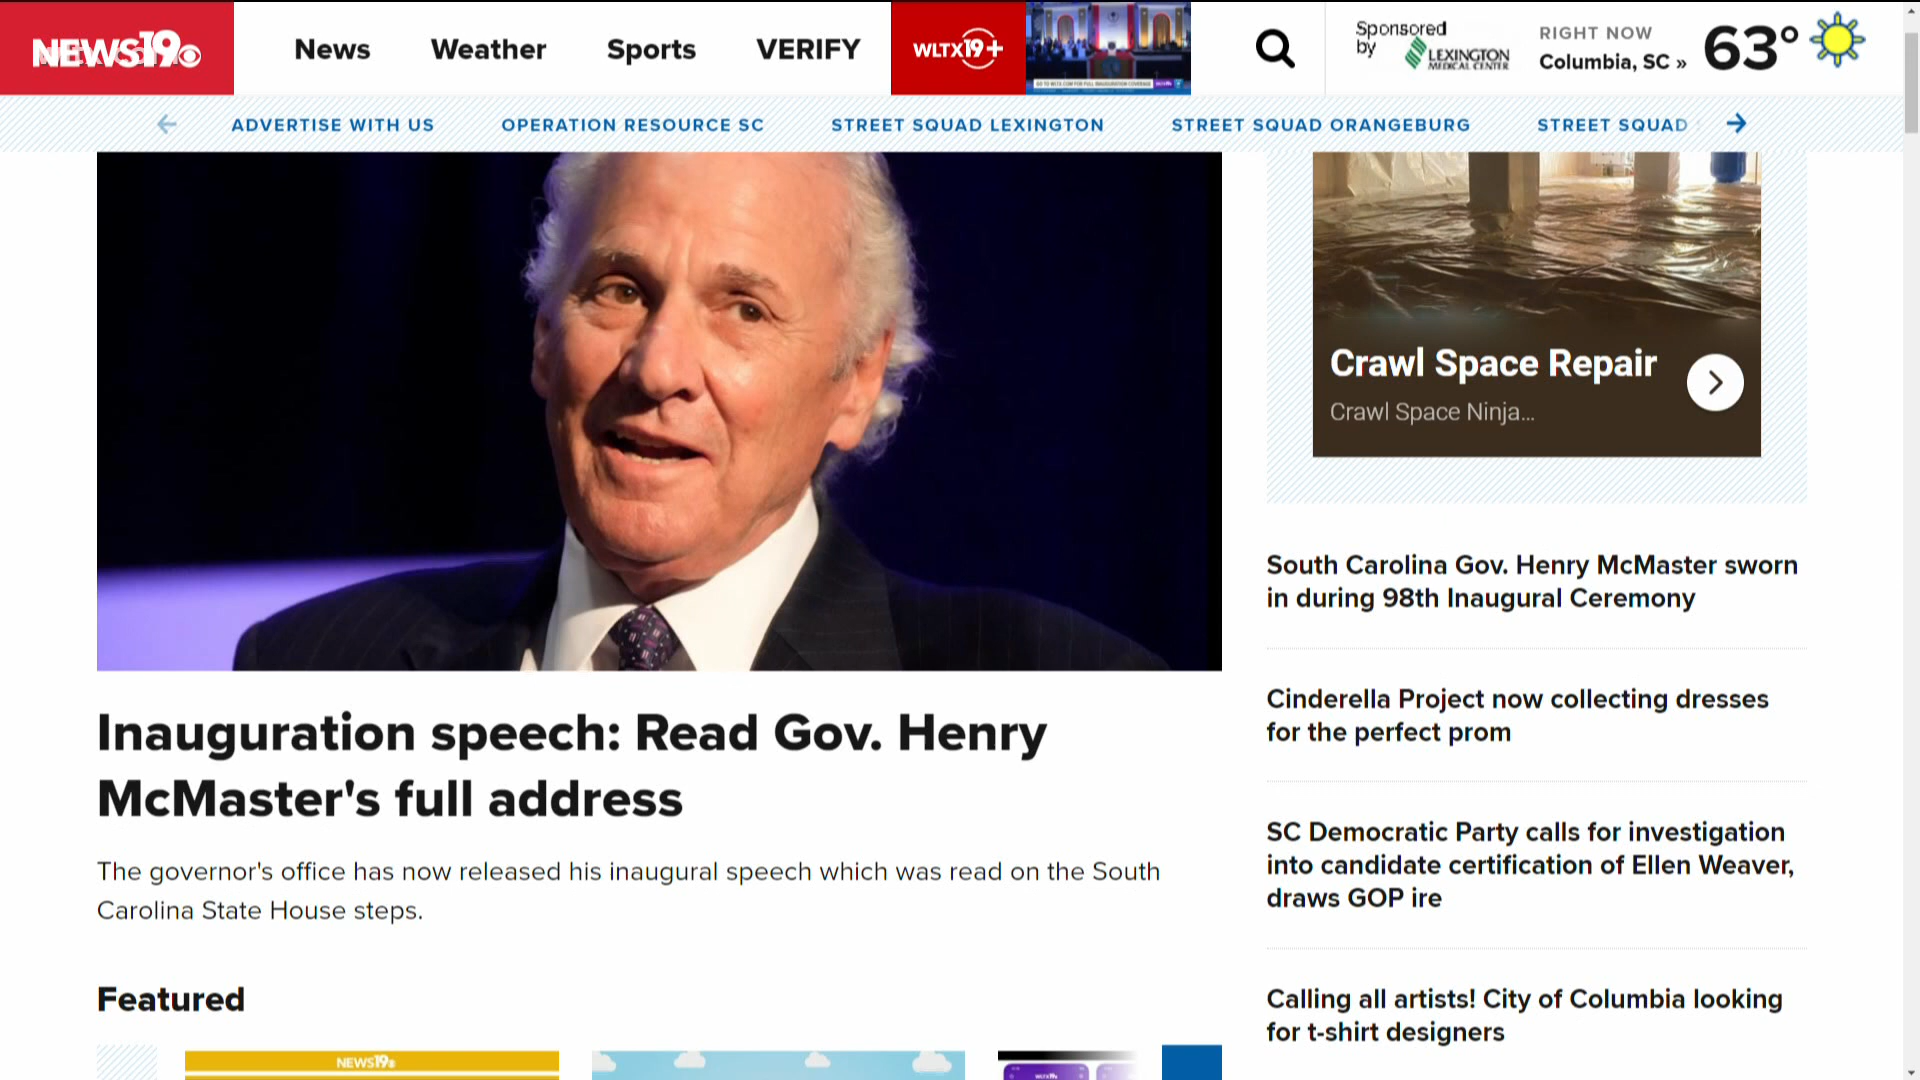 NEWS19
News
Weather
Sports
VERIFY
WLTX19+
Sponsored
by
LEXINGTON
MEDICAL CENTER
RIGHT NOW
Columbia, SC »
63°
ADVERTISE WITH US
OPERATION RESOURCE SC
STREET SQUAD LEXINGTON
STREET SQUAD ORANGEBURG
STREET SQUAD
Crawl Space Repair
Crawl Space Ninja...
Inauguration speech: Read Gov. Henry
McMaster's full address
The governor's office has now released his inaugural speech which was read on the South
Carolina State House steps.
Featured
NEWS19
South Carolina Gov. Henry McMaster sworn
in during 98th Inaugural Ceremony
Cinderella Project now collecting dresses
for the perfect prom
SC Democratic Party calls for investigation
into candidate certification of Ellen Weaver,
draws GOP ire
Calling all artists! City of Columbia looking
for t-shirt designers